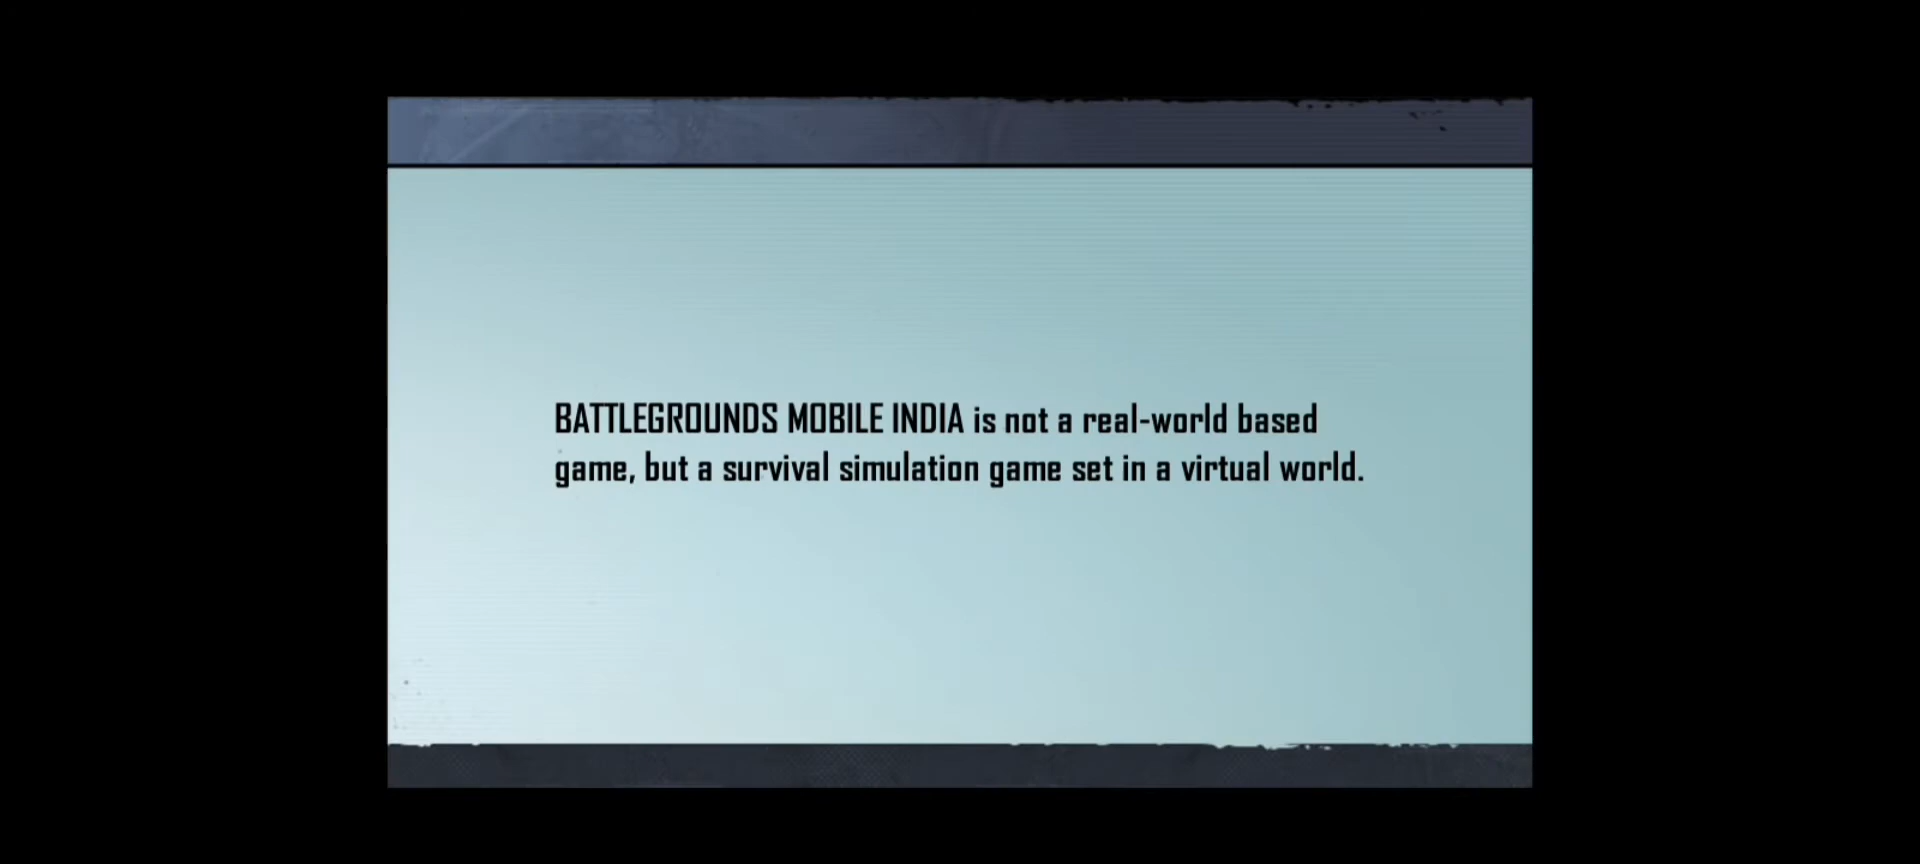 BATTLEGROUNDS MOBILE INDIA is not a real-world based
game, but a survival simulation game set in a virtual world.